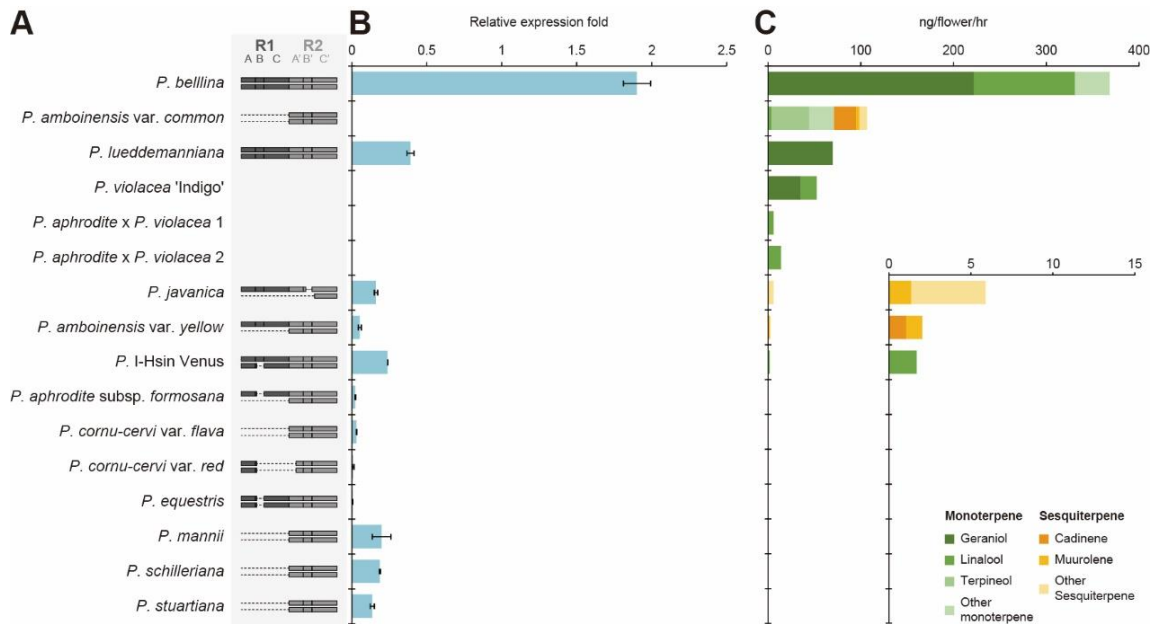 A
B
C
Relative expression fold
ng/flower/hr
R1
R2
A B C
A' B' C'
0 0.5 1 1.5 2 2.5
0 100 200 300 400
P. belllina
P. amboinensis var. common
P. lueddemanniana
P. violacea 'Indigo'
P. aphrodite x P. violacea 1
P. aphrodite x P. violacea 2
0 5 10 15
P. javanica
P. amboinensis var. yellow
P. I-Hsin Venus
P. aphrodite subsp. formosana
P. cornu-cervi var. flava
P. cornu-cervi var. red
P. equestris
P. mannii
P. schilleriana
P. stuartiana
Monoterpene
Geraniol
Linalool
Terpineol
Other
monoterpene
Sesquiterpene
Cadinene
Muurolene
Other
Sesquiterpene